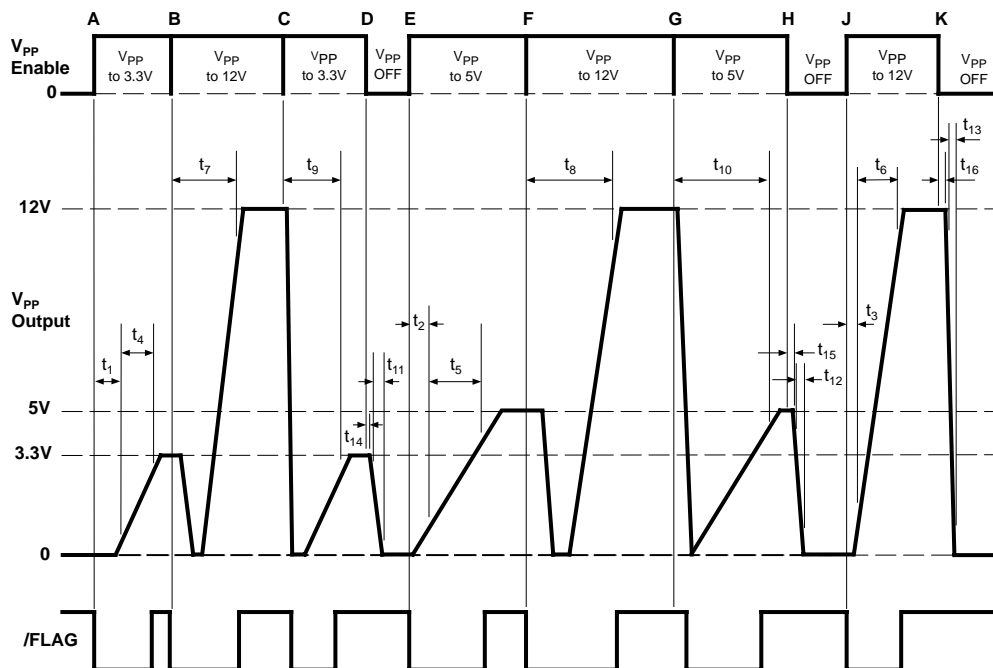 A B C D E F G H J K
VPP Enable
0
VPP to 3.3V
VPP to 12V
VPP to 3.3V
VPP OFF
VPP to 5V
VPP to 12V
VPP to 5V
VPP OFF
VPP to 12V
VPP OFF
t13
t7 t9 t8 t10 t6 t16
12V
VPP Output
t1 t4 t11 t2 t5 t3 t15 t12
5V
t14
3.3V
0
/FLAG